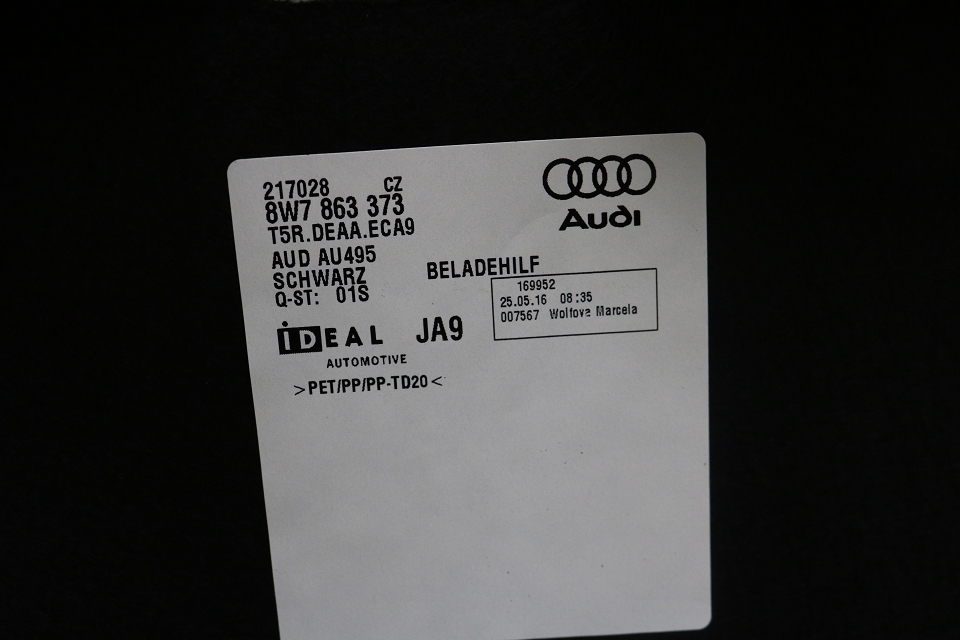 217028 CZ
8W7 863 373
T5R.DEAA.ECA9
AUD AU495
SCHWARZ
Q-ST: 01S
Audi
BELADEHILF
169952
25.05.16 08:35
007567 Wolfova Marcela
iDEAL JA9
AUTOMOTIVE
>PET/PP/PP-TD20<